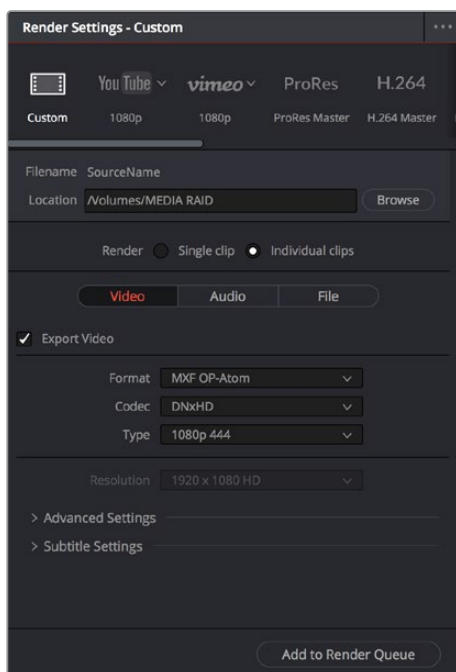 Render Settings - Custom ...
YouTube vimeo ProRes H.264
Custom 1080p 1080p ProRes Master H.264 Master
Filename SourceName
Location /Volumes/MEDIA RAID Browse
Render Single clip Individual clips
Video Audio File
Export Video
Format MXF OP-Atom
Codec DNxHD
Type 1080p 444
Resolution 1920 x 1080 HD
> Advanced Settings
> Subtitle Settings
Add to Render Queue